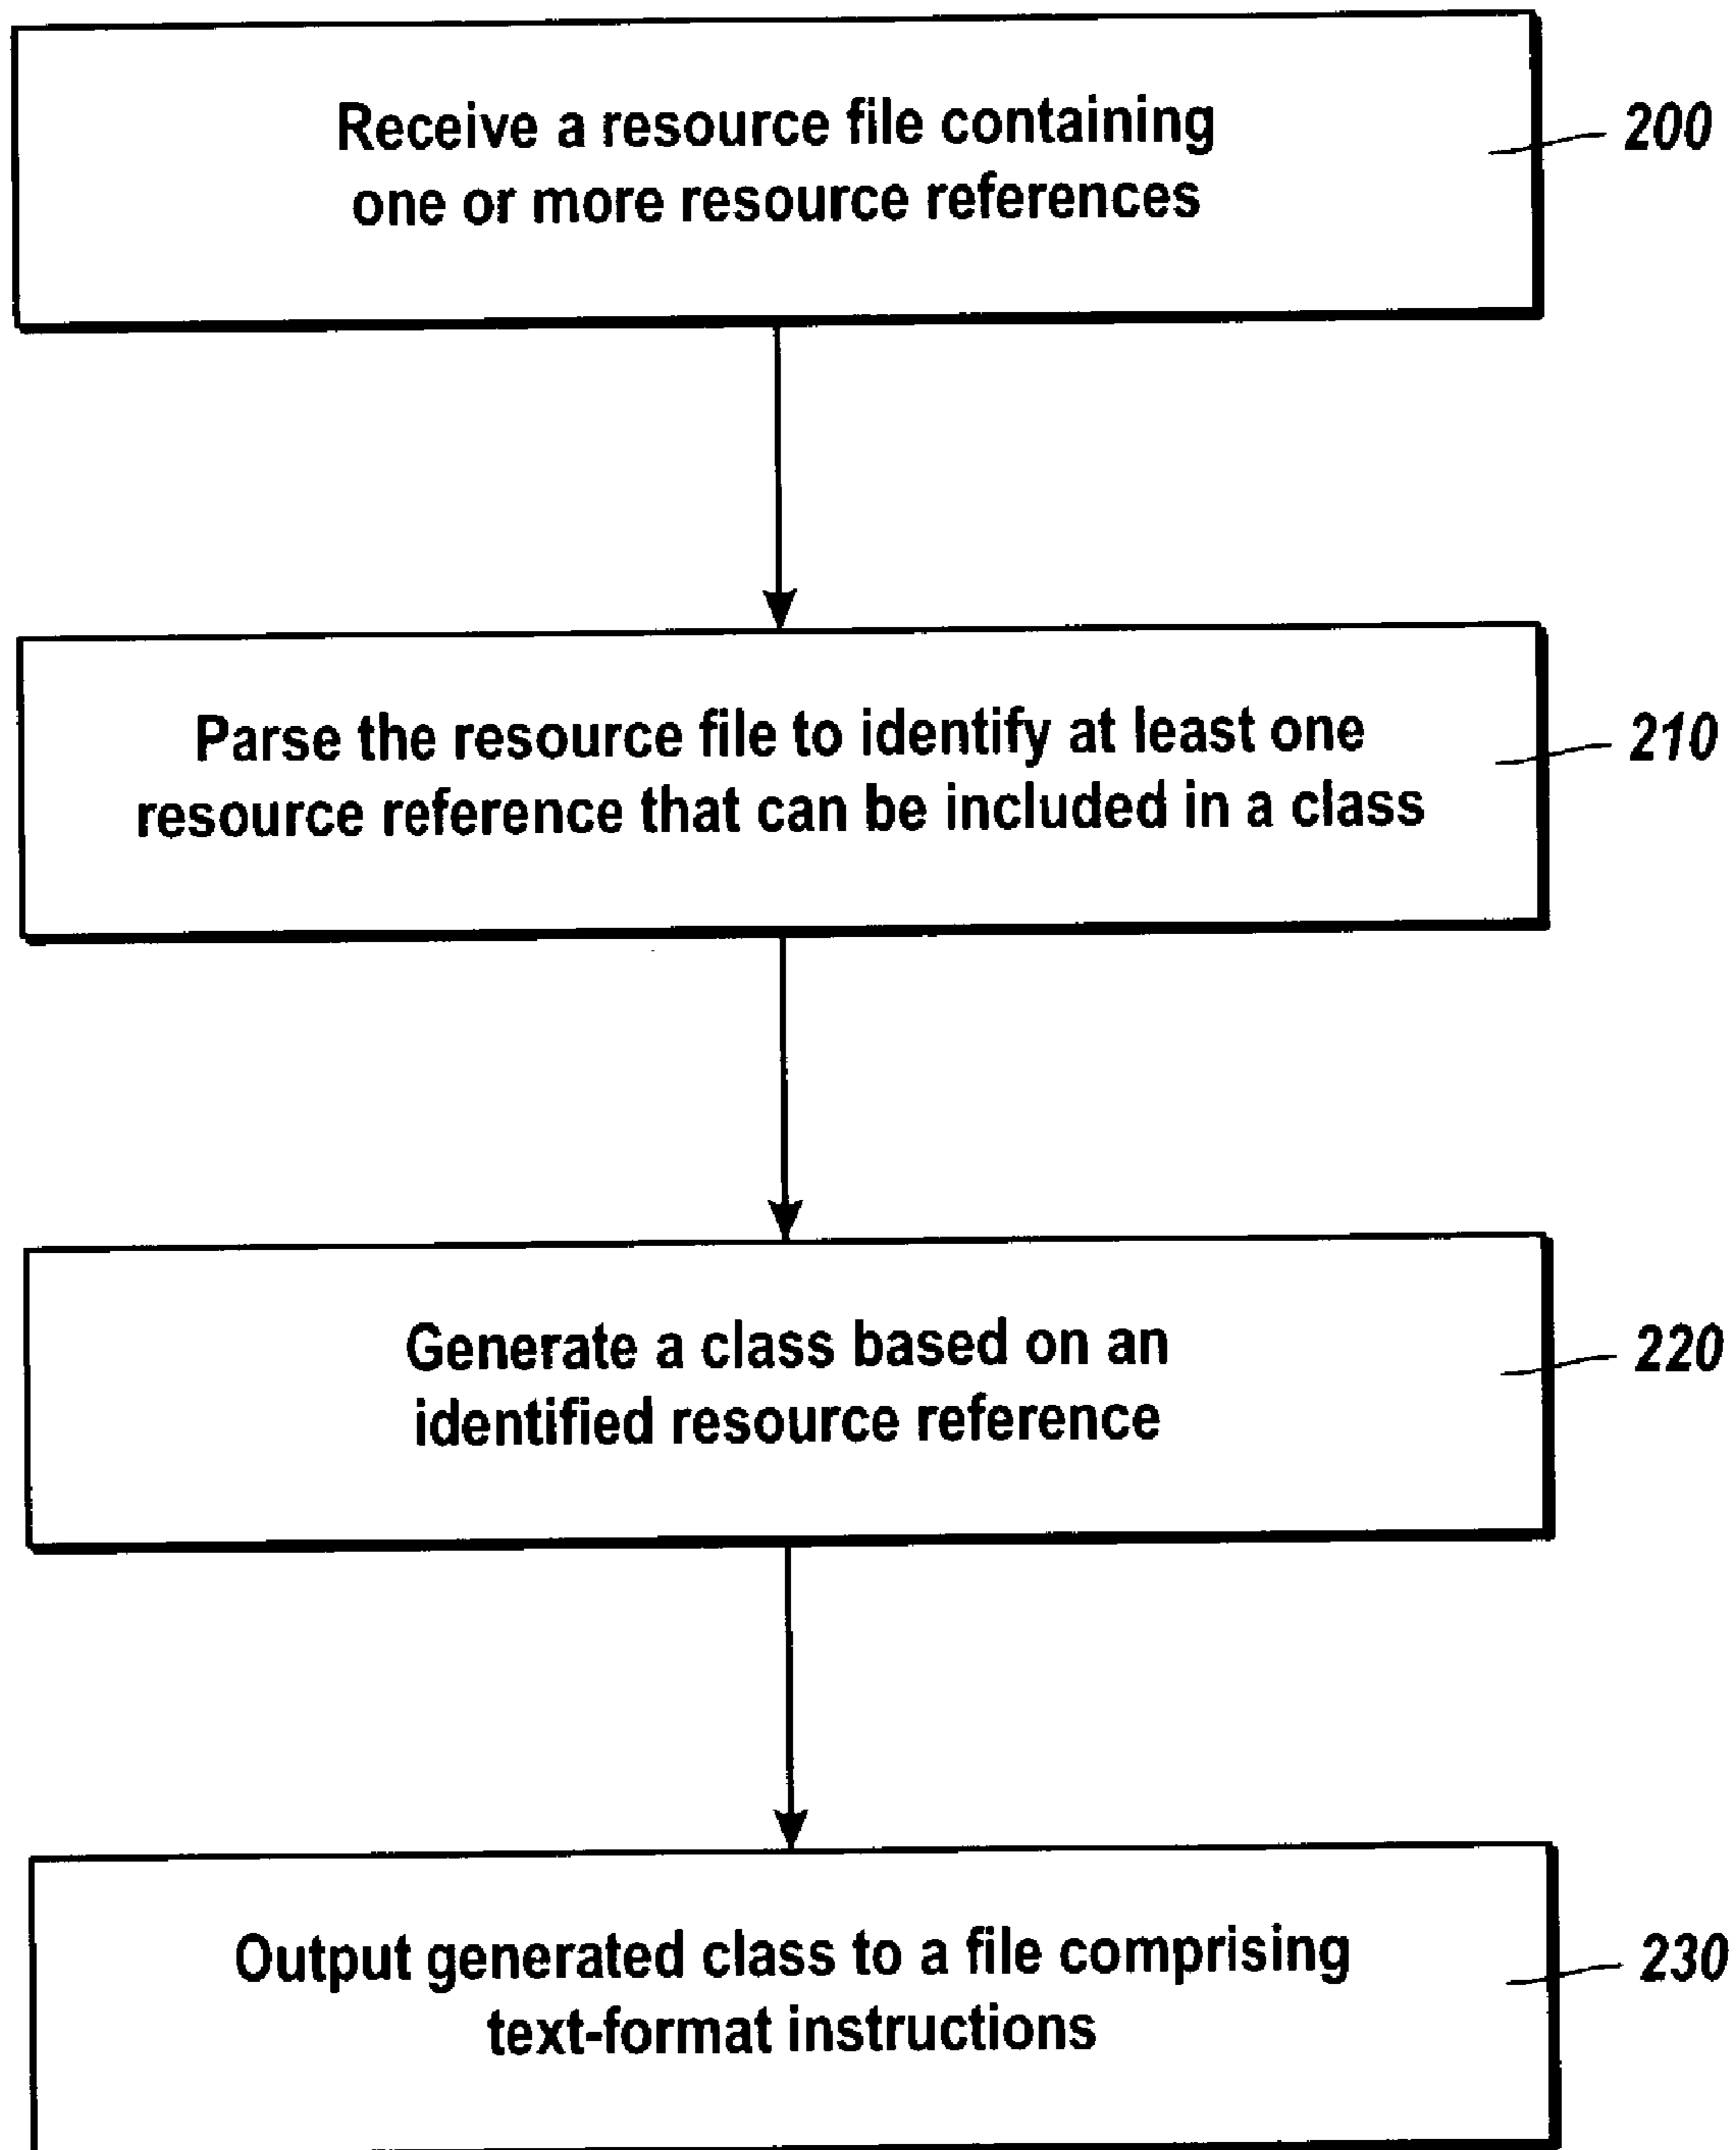 Receive a resource file containing
one or more resource references
200
Parse the resource file to identify at least one
resource reference that can be included in a class
210
Generate a class based on an
identified resource reference
220
Output generated class to a file comprising
text-format instructions
230